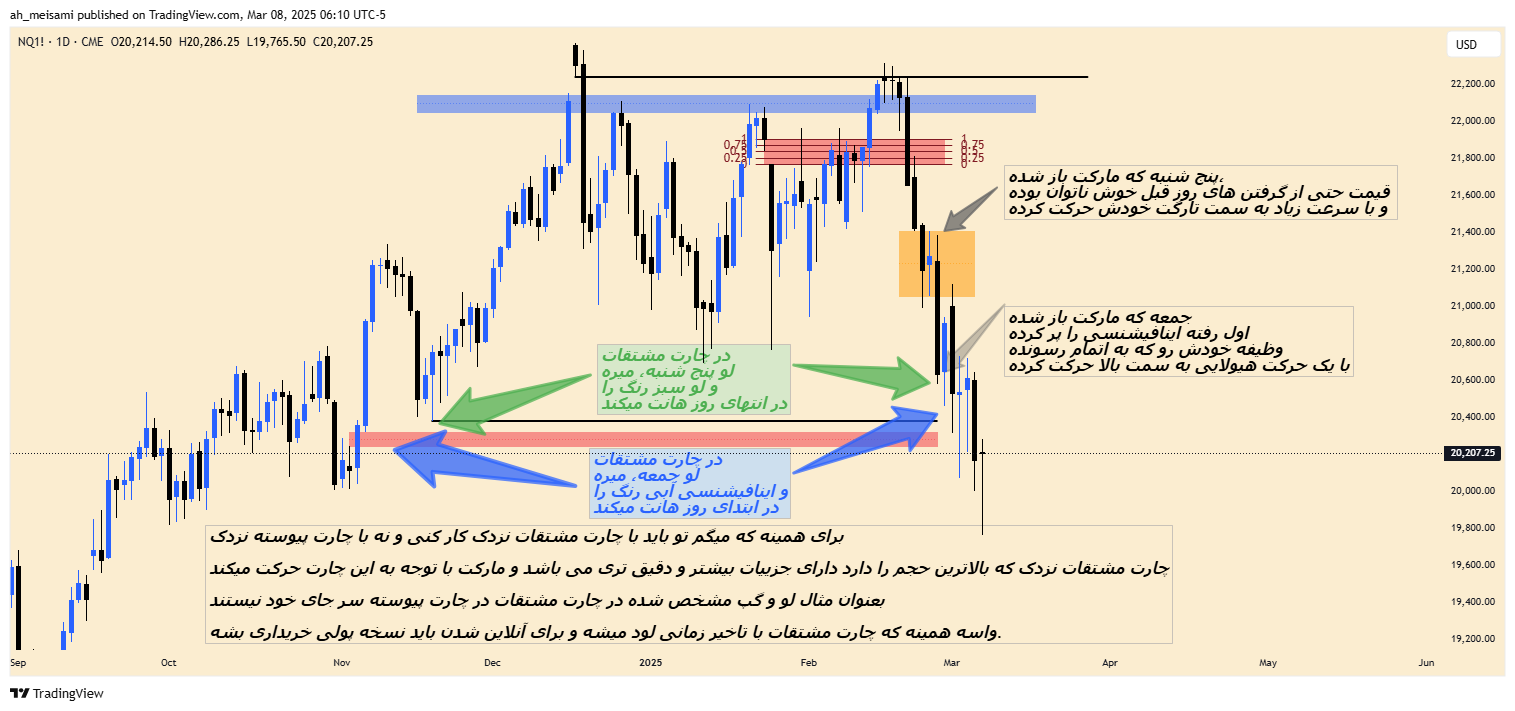 ah_meisami published on TradingView.com, Mar 08, 2025 06:10 UTC-5
NQ1! · 1D · CME O20,214.50 H20,286.25 L19,765.50 C20,207.25
USD
22,200.00
22,000.00
21,800.00
21,600.00
21,400.00
21,200.00
21,000.00
20,800.00
20,600.00
20,400.00
20,207.25
20,000.00
19,800.00
19,600.00
19,400.00
19,200.00
1 1
0.75 0.75
0.5 0.5
0.25 0.25
0 0
پنج شنبه که مارکت باز شده،
قیمت حتی از گرفتن های روز قبل خوش ناتوان بوده
و با سرعت زیاد به سمت تارگت خودش حرکت کرده
جمعه که مارکت باز شده
اول رفته اینافیشنسی را پر کرده
وظیفه خودش رو که به اتمام رسونده
با یک حرکت هیولایی به سمت بالا حرکت کرده
در چارت مشتقات
لو پنج شنبه، میره
و لو سبز رنگ را
در انتهای روز هانت میکند
در چارت مشتقات
لو جمعه، میره
و اینافیشنسی آبی رنگ را
در ابتدای روز هانت میکند
برای همینه که میگم تو باید با چارت مشتقات نزدک کار کنی و نه با چارت پیوسته نزدک
چارت مشتقات نزدک که بالاترین حجم را دارد دارای جزییات بیشتر و دقیق تری می باشد و مارکت با توجه به این چارت حرکت میکند
بعنوان مثال لو و گپ مشخص شده در چارت مشتقات در چارت پیوسته سر جای خود نیستند
واسه همینه که چارت مشتقات با تاخیر زمانی لود میشه و برای آنلاین شدن باید نسخه پولی خریداری بشه.
Sep Oct Nov Dec 2025 Feb Mar Apr May Jun
TradingView